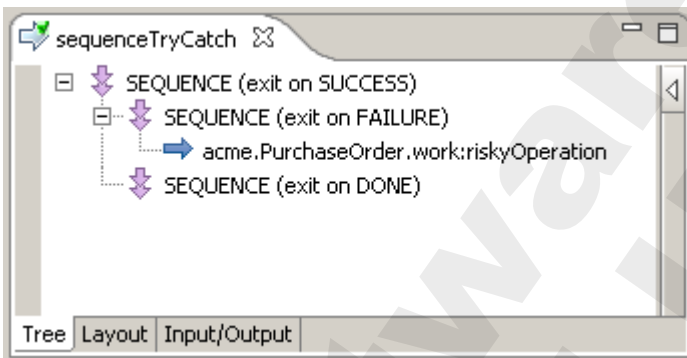 sequenceTryCatch
SEQUENCE (exit on SUCCESS)
SEQUENCE (exit on FAILURE)
acme.PurchaseOrder.work:riskyOperation
SEQUENCE (exit on DONE)
Tree Layout Input/Output